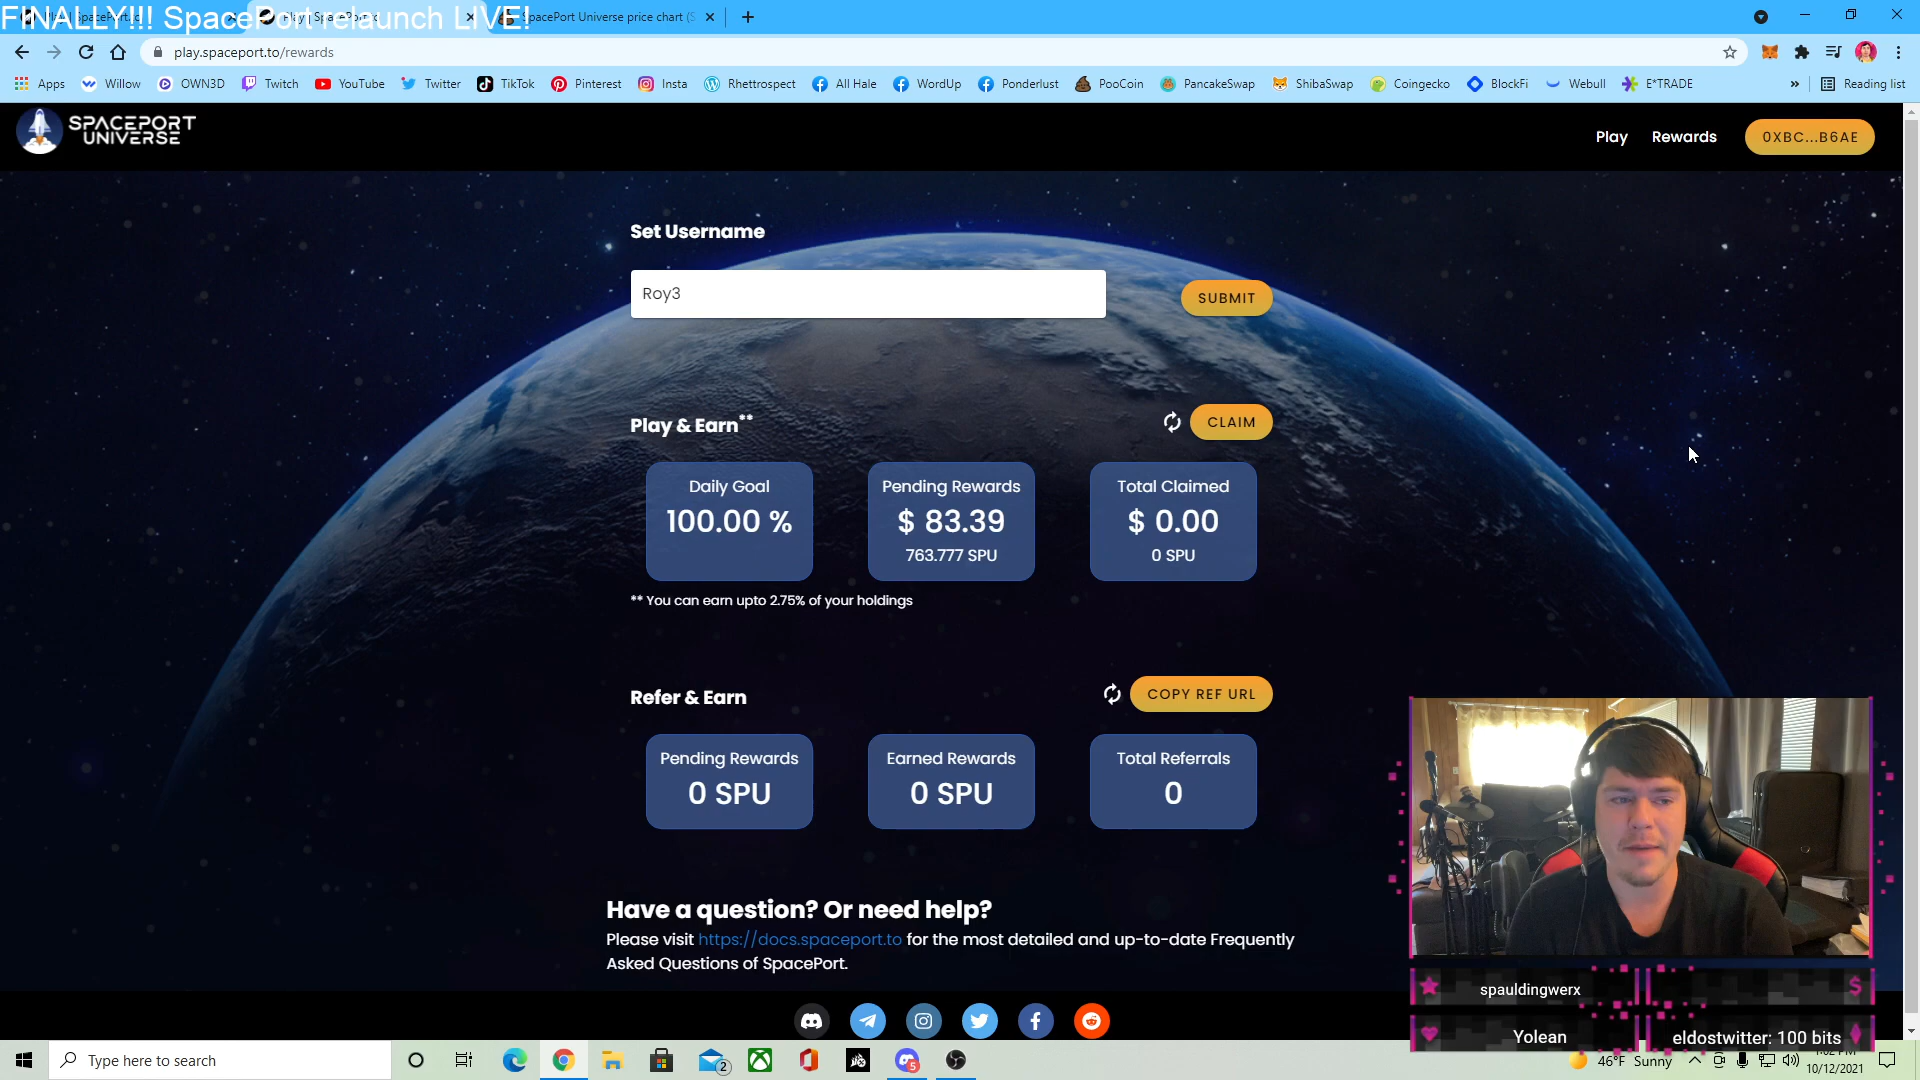 FINALLY!!! SpacePort relaunch LIVE!
SpacePort Universe price chart (S
play.spaceport.to/rewards
Apps Willow OWN3D Twitch YouTube Twitter TikTok Pinterest Insta Rhettrospect All Hale WordUp Ponderlust PooCoin PancakeSwap ShibaSwap Coingecko BlockFi Webull E*TRADE » Reading list
SPACEPORT
UNIVERSE
Play Rewards 0XBC...B6AE
Set Username
Roy3
SUBMIT
Play & Earn**
CLAIM
Daily Goal
100.00 %
Pending Rewards
$ 83.39
763.777 SPU
Total Claimed
$ 0.00
0 SPU
** You can earn upto 2.75% of your holdings
Refer & Earn
COPY REF URL
Pending Rewards
0 SPU
Earned Rewards
0 SPU
Total Referrals
0
Have a question? Or need help?
Please visit https://docs.spaceport.to for the most detailed and up-to-date Frequently
Asked Questions of SpacePort.
spauldingwerx
Yolean
eldostwitter: 100 bits
Type here to search
2
5
46°F Sunny
10/12/2021